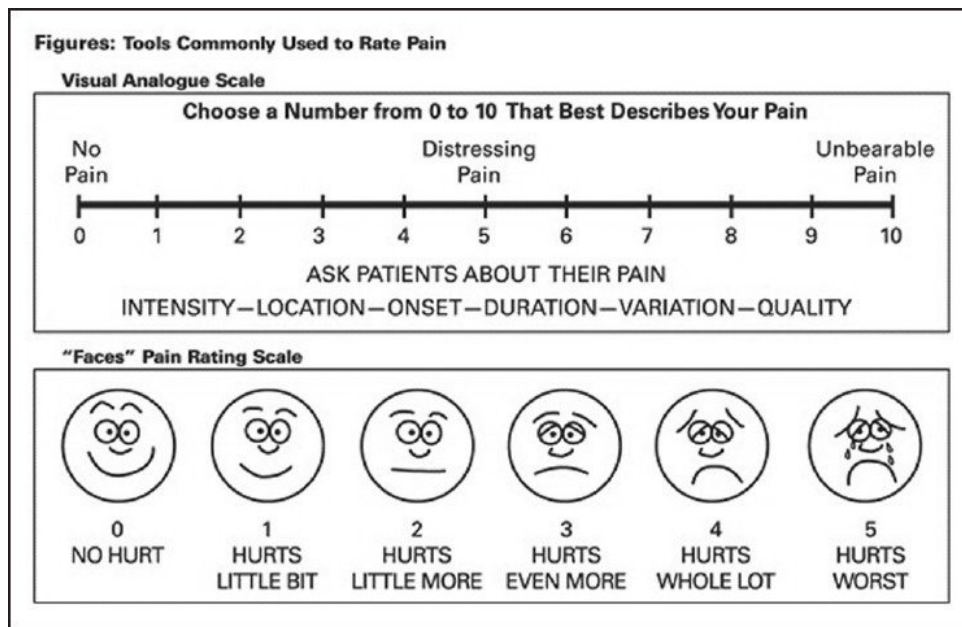 Figures: Tools Commonly Used to Rate Pain
Visual Analogue Scale
Choose a Number from 0 to 10 That Best Describes Your Pain
No Distressing Unbearable
Pain Pain Pain
0 1 2 3 4 5 6 7 8 9 10
ASK PATIENTS ABOUT THEIR PAIN
INTENSITY—LOCATION—ONSET—DURATION—VARIATION—QUALITY
"Faces" Pain Rating Scale
0 1 2 3 4 5
NO HURT HURTS HURTS HURTS HURTS HURTS
LITTLE BIT LITTLE MORE EVEN MORE WHOLE LOT WORST